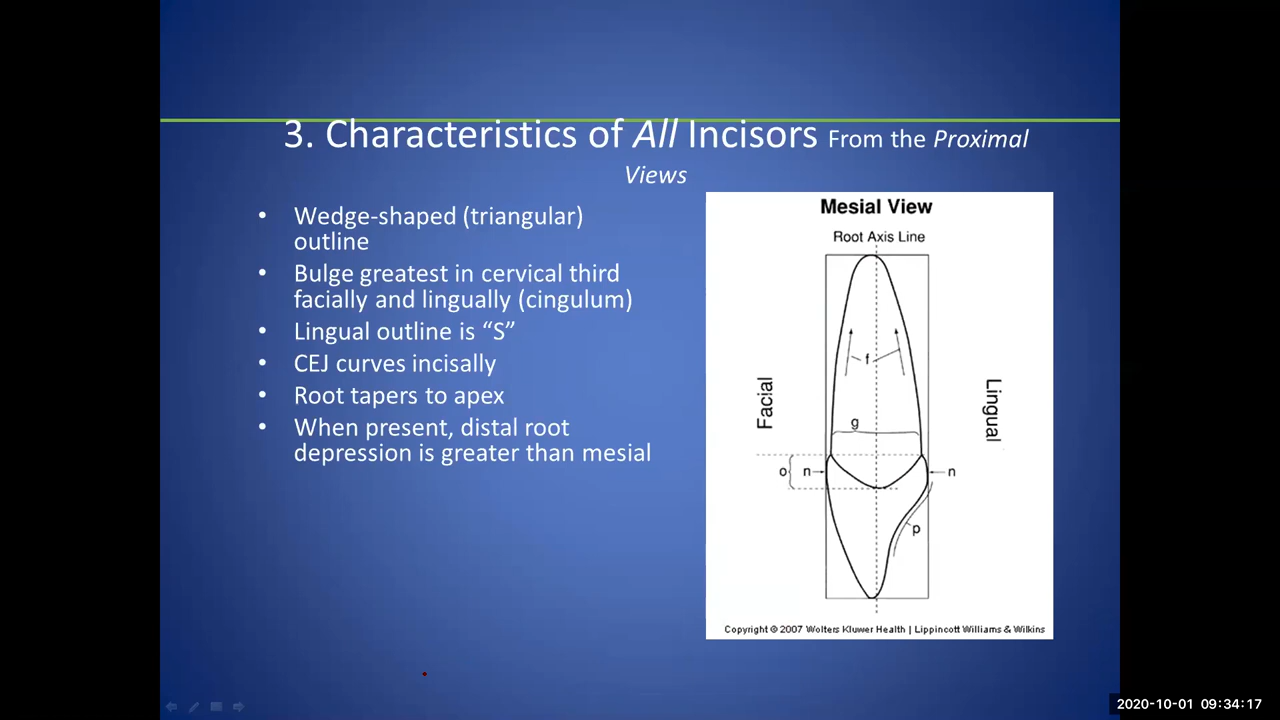 3. Characteristics of All Incisors From the Proximal
Views
• Wedge-shaped (triangular)
outline
• Bulge greatest in cervical third
facially and lingually (cingulum)
• Lingual outline is “S”
• CEJ curves incisally
• Root tapers to apex
• When present, distal root
depression is greater than mesial
Mesial View
Root Axis Line
f
Facial
Lingual
g
o
n
n
p
Copyright © 2007 Wolters Kluwer Health | Lippincott Williams & Wilkins
2020-10-01 09:34:17